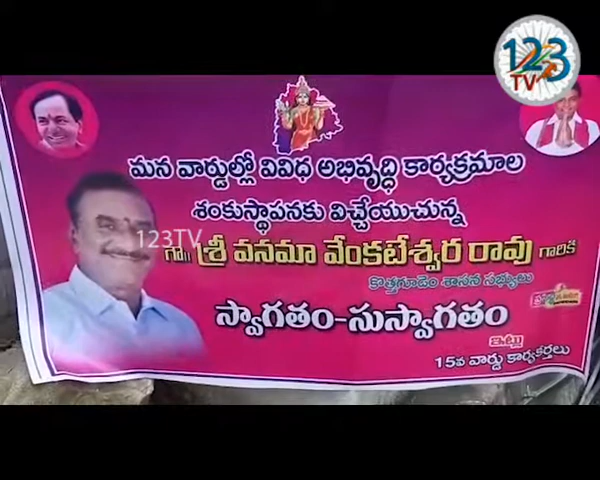 123
TV
మన వార్డుల్లో వివిధ అభివృద్ధి కార్యక్రమాల
శంకుస్థాపనకు విచ్చేయుచున్న
123TV
గౌ॥ శ్రీ వనమా వేంకటేశ్వర రావు గారికి
కొత్తగూడెం శాసన సభ్యులు
స్వాగతం-సుస్వాగతం
ఇట్లు
15వ వార్డు కార్యకర్తలు